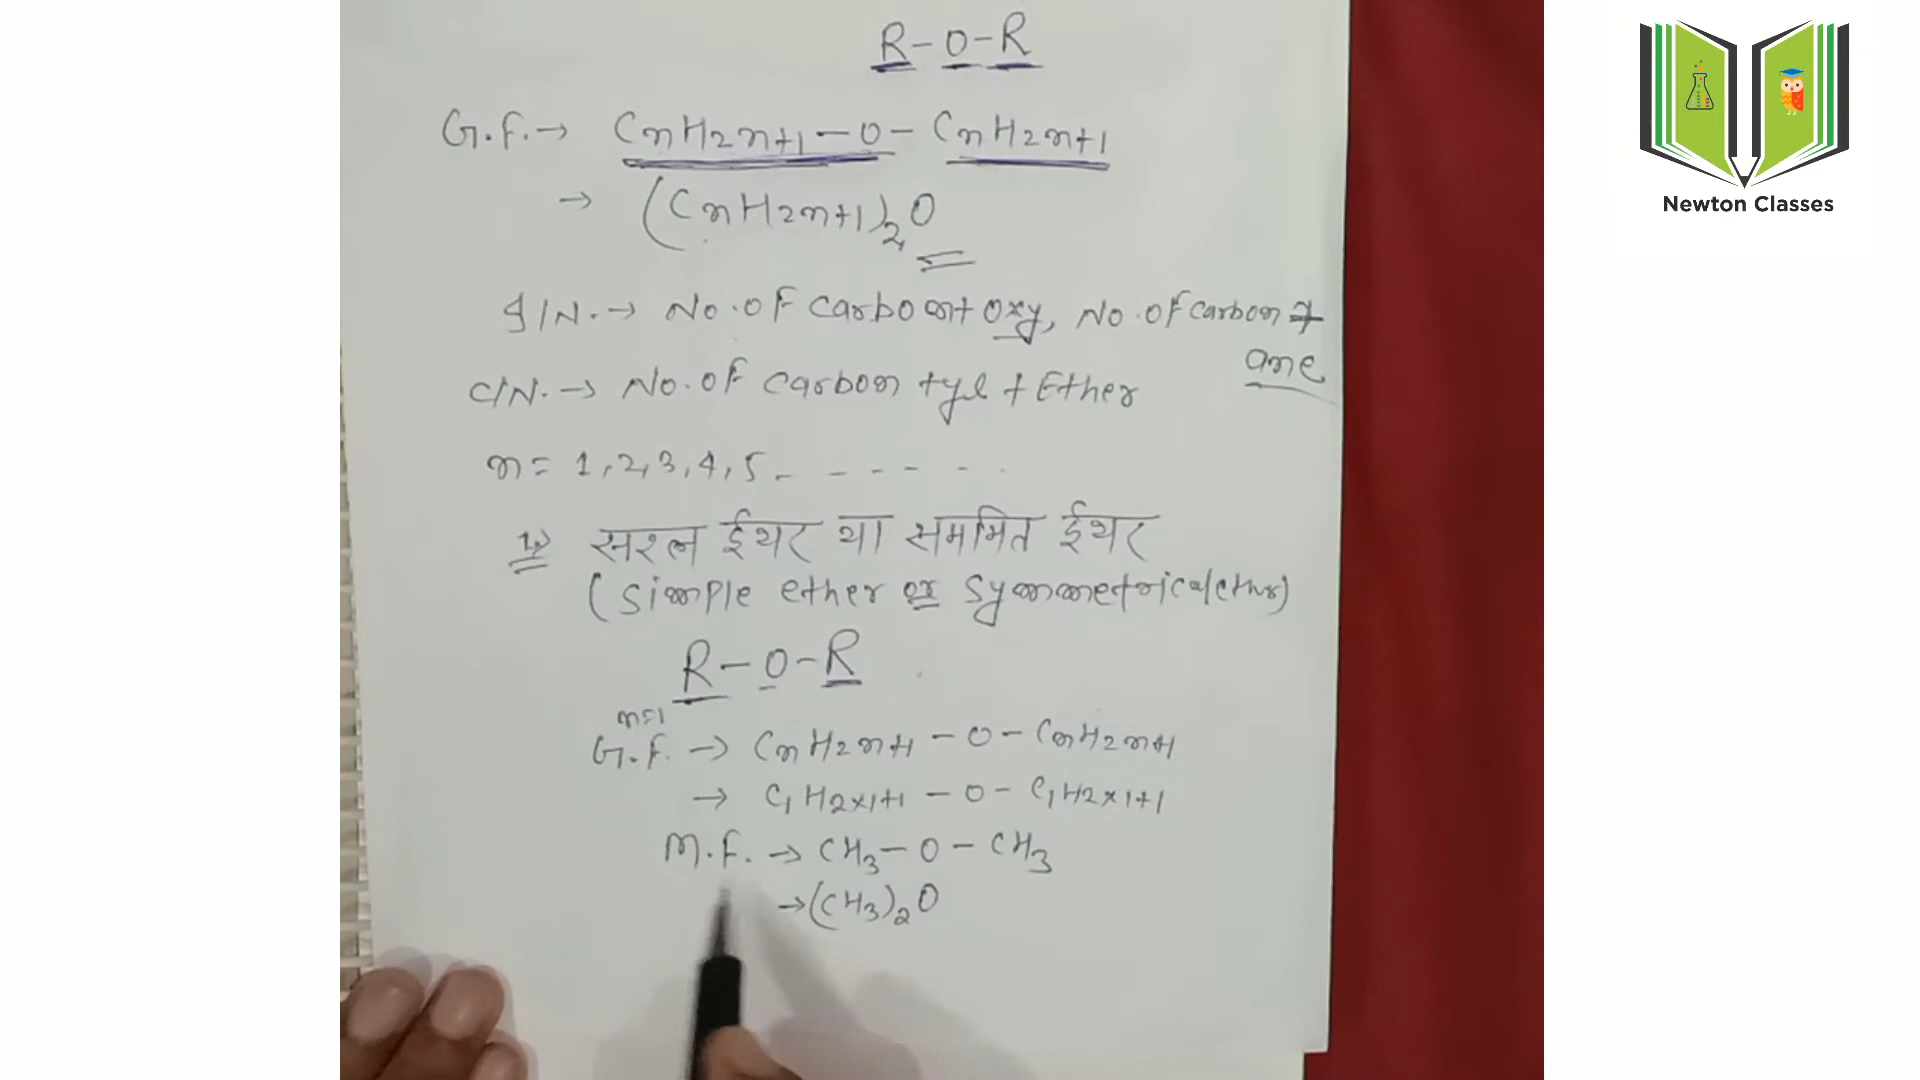 R-O-R
G.F. → CnH2n+1 - O - CnH2n+1
→ (CnH2n+1)2O
I/N. → No. of carbon + oxy, No. of carbon +
ane
C/N. → No. of carbon + yl + Ether
n = 1, 2, 3, 4, 5 - - - - - -
1) सरल ईथर या सममित ईथर
(Simple ether or Symmetrical ether)
R - O - R
n=1
G.F. → CnH2n+1 - O - CnH2n+1
→ C1H2×1+1 - O - C1H2×1+1
M.F. → CH3 - O - CH3
→ (CH3)2O
Newton Classes